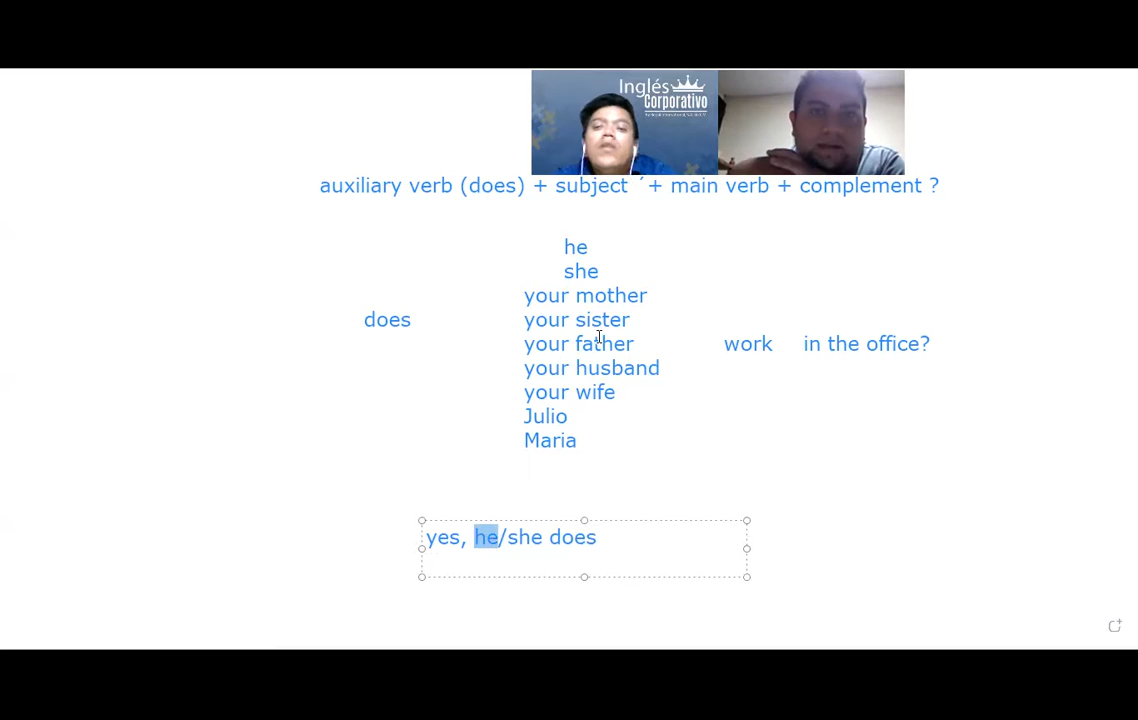 Inglés
Corporativo
auxiliary verb (does) + subject ´+ main verb + complement ?
he
she
your mother
does your sister
your father work in the office?
your husband
your wife
Julio
Maria
yes, he/she does